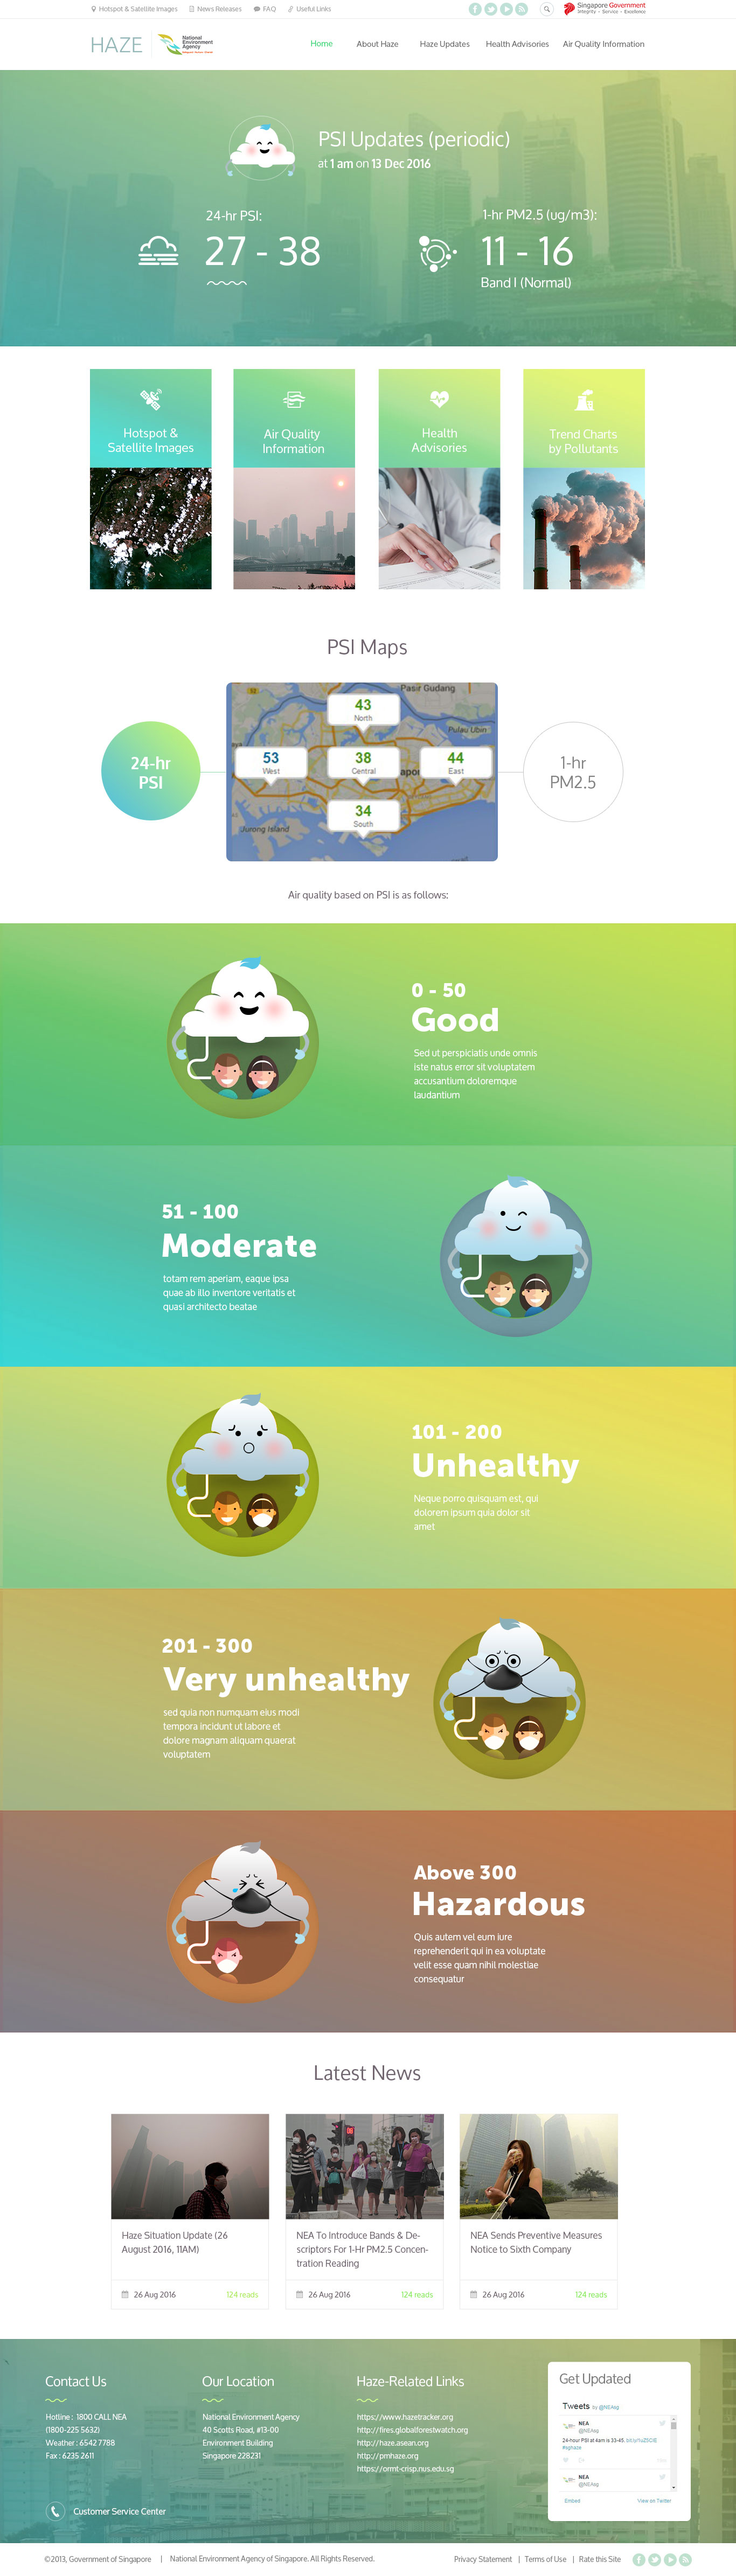 Hotspot & Satellite Images
News Releases
FAQ
Useful Links
Singapore Government
Integrity • Service • Excellence
HAZE
National
Environment
Agency
Home
About Haze
Haze Updates
Health Advisories
Air Quality Information
PSI Updates (periodic)
at 1 am on 13 Dec 2016
24-hr PSI:
27 - 38
1-hr PM2.5 (ug/m3):
11 - 16
Band I (Normal)
Hotspot &
Satellite Images
Air Quality
Information
Health
Advisories
Trend Charts
by Pollutants
PSI Maps
24-hr
PSI
Pasir Gudang
43
North
Pulau Ubin
53
West
38
Central
apor
44
East
34
South
Jurong Island
1-hr
PM2.5
Air quality based on PSI is as follows:
0 - 50
Good
Sed ut perspiciatis unde omnis
iste natus error sit voluptatem
accusantium doloremque
laudantium
51 - 100
Moderate
totam rem aperiam, eaque ipsa
quae ab illo inventore veritatis et
quasi architecto beatae
101 - 200
Unhealthy
Neque porro quisquam est, qui
dolorem ipsum quia dolor sit
amet
201 - 300
Very unhealthy
sed quia non numquam eius modi
tempora incidunt ut labore et
dolore magnam aliquam quaerat
voluptatem
Above 300
Hazardous
Quis autem vel eum iure
reprehenderit qui in ea voluptate
velit esse quam nihil molestiae
consequatur
Latest News
Haze Situation Update (26
August 2016, 11AM)
26 Aug 2016
124 reads
NEA To Introduce Bands & De-
scriptors For 1-Hr PM2.5 Concen-
tration Reading
26 Aug 2016
124 reads
NEA Sends Preventive Measures
Notice to Sixth Company
26 Aug 2016
124 reads
Contact Us
Hotline : 1800 CALL NEA
(1800-225 5632)
Weather : 6542 7788
Fax : 6235 2611
Customer Service Center
Our Location
National Environment Agency
40 Scotts Road, #13-00
Environment Building
Singapore 228231
Haze-Related Links
https://www.hazetracker.org
http://fires.globalforestwatch.org
http://haze.asean.org
http://pmhaze.org
https://ormt-crisp.nus.edu.sg
Get Updated
Tweets by @NEAsg
NEA
@NEAsg
24-hour PSI at 4am is 33-45.
#sghaze
NEA
@NEAsg
Embed
View on Twitter
©2013, Government of Singapore | National Environment Agency of Singapore. All Rights Reserved.
Privacy Statement | Terms of Use | Rate this Site